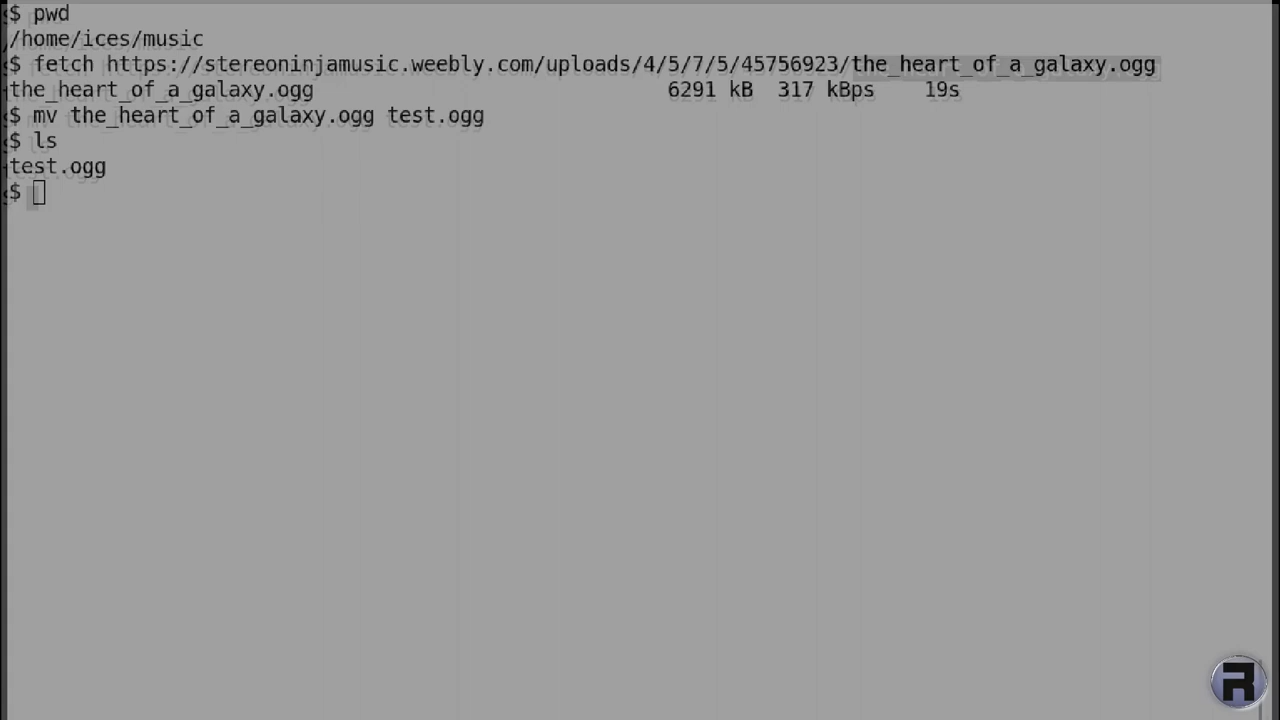 $ pwd
/home/ices/music
$ fetch https://stereoninjamusic.weebly.com/uploads/4/5/7/5/45756923/the_heart_of_a_galaxy.ogg
the_heart_of_a_galaxy.ogg 6291 kB 317 kBps 19s
$ mv the_heart_of_a_galaxy.ogg test.ogg
$ ls
test.ogg
$
R